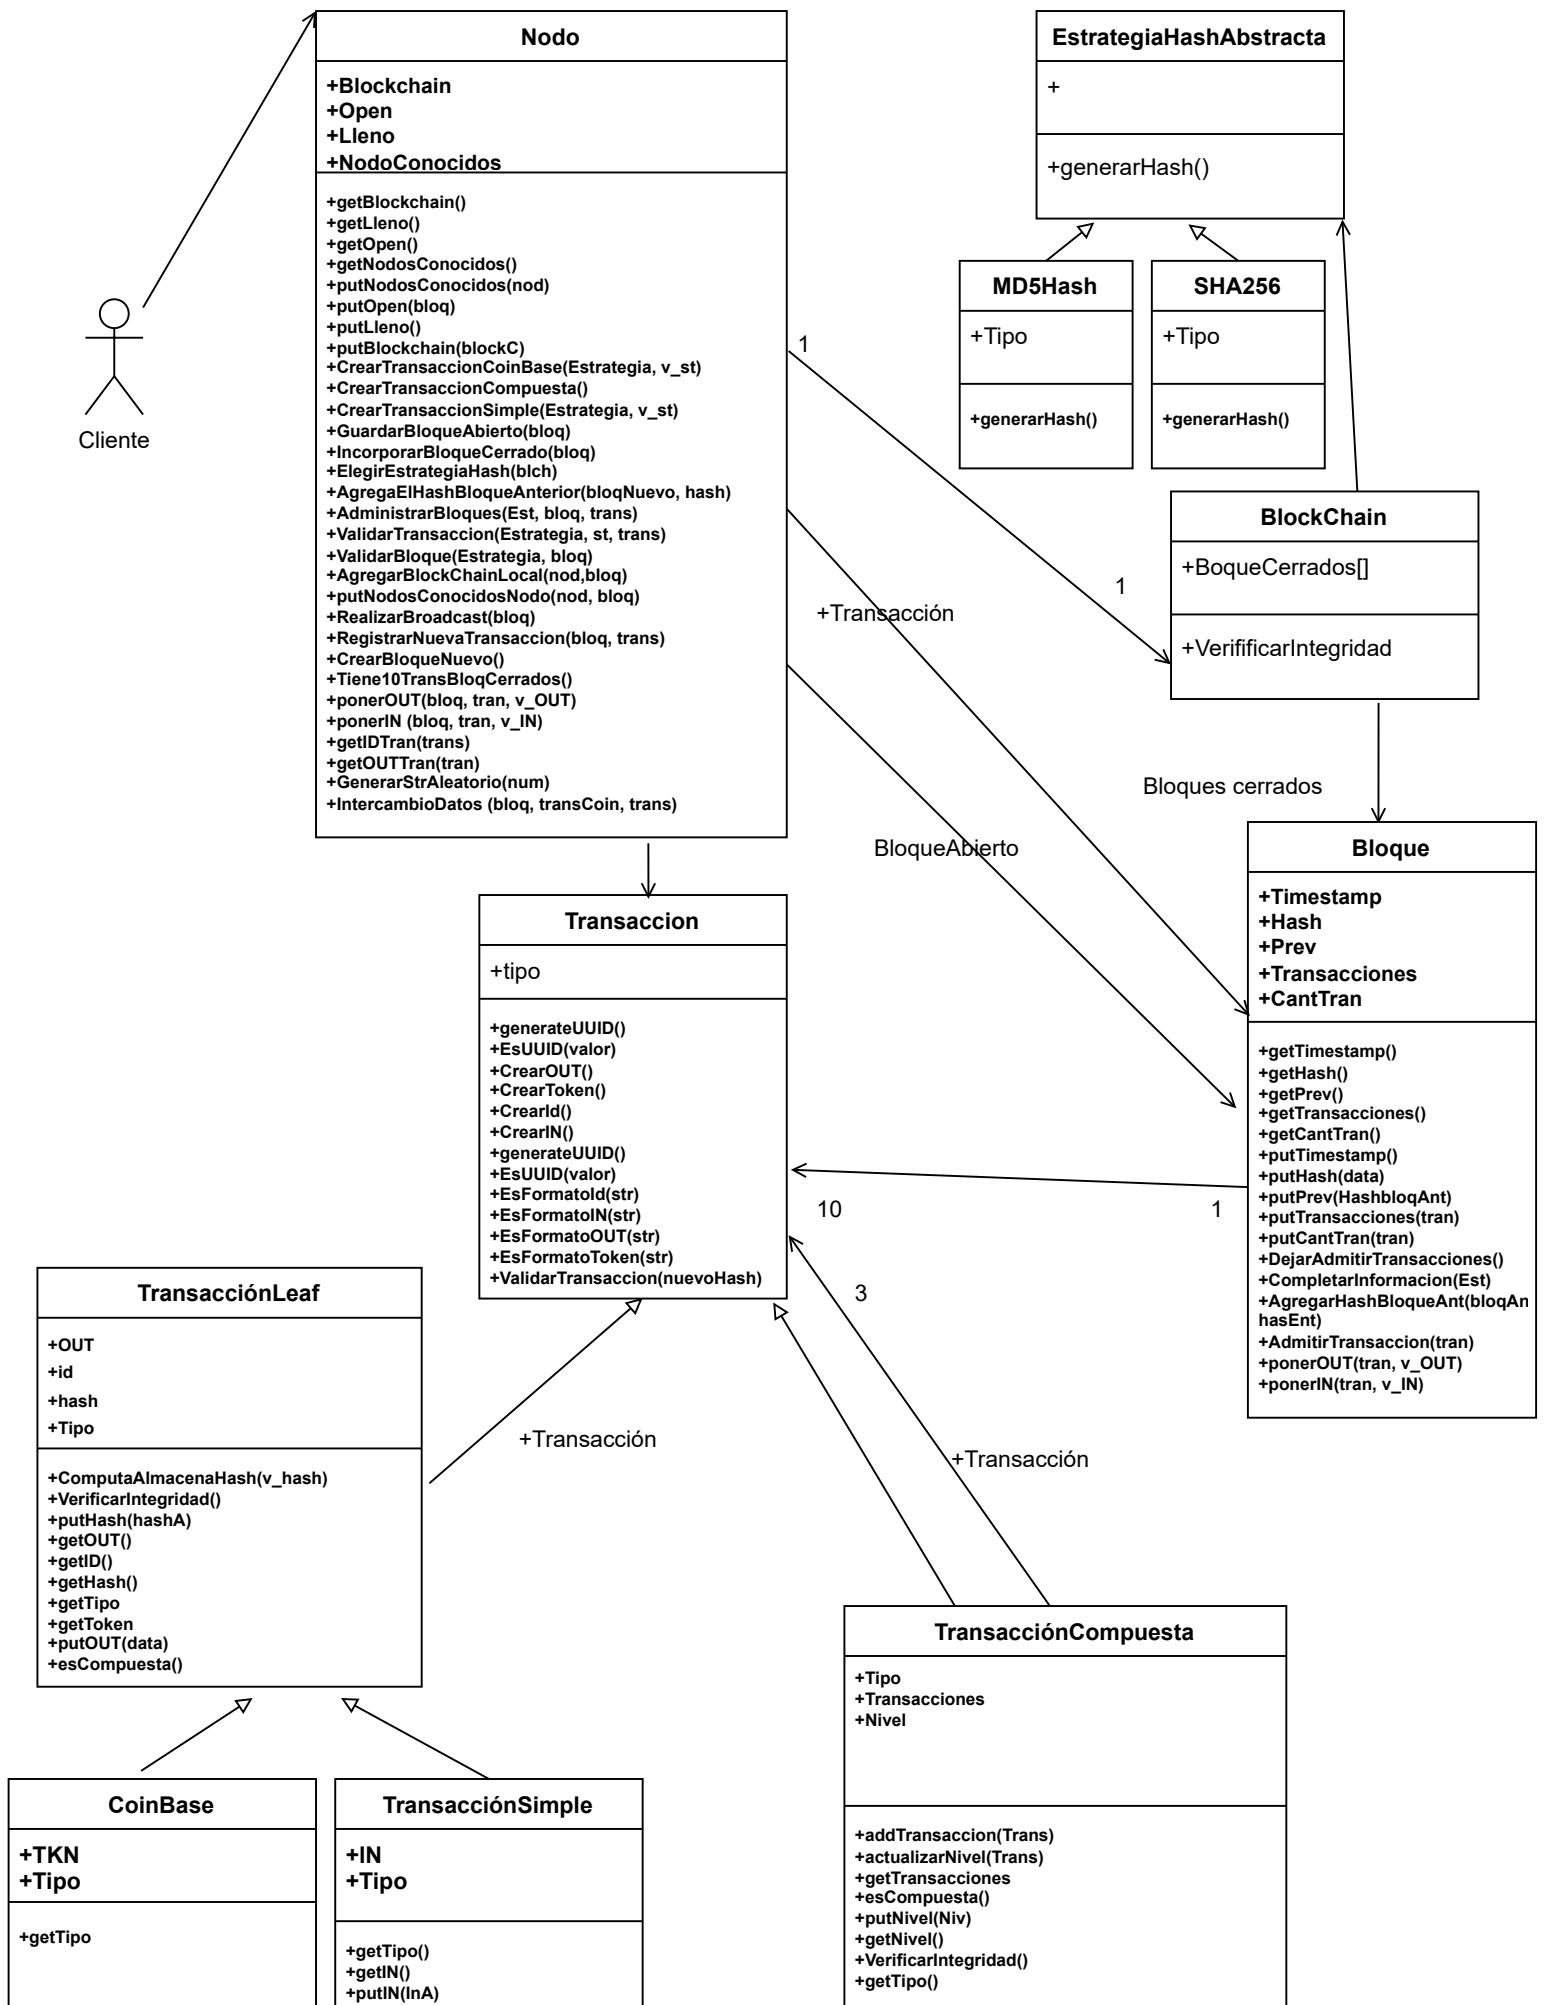 Nodo
+Blockchain
+Open
+Lleno
+NodoConocidos
+getBlockchain()
+getLleno()
+getOpen()
+getNodosConocidos()
+putNodosConocidos(nod)
+putOpen(bloq)
+putLleno()
+putBlockchain(blockC)
+CrearTransaccionCoinBase(Estrategia, v_st)
+CrearTransaccionCompuesta()
+CrearTransaccionSimple(Estrategia, v_st)
+GuardarBloqueAbierto(bloq)
+IncorporarBloqueCerrado(bloq)
+ElegirEstrategiaHash(blch)
+AgregaElHashBloqueAnterior(bloqNuevo, hash)
+AdministrarBloques(Est, bloq, trans)
+ValidarTransaccion(Estrategia, st, trans)
+ValidarBloque(Estrategia, bloq)
+AgregarBlockChainLocal(nod,bloq)
+putNodosConocidosNodo(nod, bloq)
+RealizarBroadcast(bloq)
+RegistrarNuevaTransaccion(bloq, trans)
+CrearBloqueNuevo()
+Tiene10TransBloqCerrados()
+ponerOUT(bloq, tran, v_OUT)
+ponerIN (bloq, tran, v_IN)
+getIDTran(trans)
+getOUTTran(tran)
+GenerarStrAleatorio(num)
+IntercambioDatos (bloq, transCoin, trans)
Cliente
EstrategiaHashAbstracta
+
+generarHash()
MD5Hash
+Tipo
+generarHash()
SHA256
+Tipo
+generarHash()
1
1
BlockChain
+BoqueCerrados[]
+VerifificarIntegridad
+Transacción
Bloques cerrados
BloqueAbierto
Bloque
+Timestamp
+Hash
+Prev
+Transacciones
+CantTran
+getTimestamp()
+getHash()
+getPrev()
+getTransacciones()
+getCantTran()
+putTimestamp()
+putHash(data)
+putPrev(HashbloqAnt)
+putTransacciones(tran)
+putCantTran(tran)
+DejarAdmitirTransacciones()
+CompletarInformacion(Est)
+AgregarHashBloqueAnt(bloqAn
hasEnt)
+AdmitirTransaccion(tran)
+ponerOUT(tran, v_OUT)
+ponerIN(tran, v_IN)
Transaccion
+tipo
+generateUUID()
+EsUUID(valor)
+CrearOUT()
+CrearToken()
+CrearId()
+CrearIN()
+generateUUID()
+EsUUID(valor)
+EsFormatoId(str)
+EsFormatoIN(str)
+EsFormatoOUT(str)
+EsFormatoToken(str)
+ValidarTransaccion(nuevoHash)
10
1
3
TransacciónLeaf
+OUT
+id
+hash
+Tipo
+ComputaAlmacenaHash(v_hash)
+VerificarIntegridad()
+putHash(hashA)
+getOUT()
+getID()
+getHash()
+getTipo
+getToken
+putOUT(data)
+esCompuesta()
+Transacción
+Transacción
TransacciónCompuesta
+Tipo
+Transacciones
+Nivel
+addTransaccion(Trans)
+actualizarNivel(Trans)
+getTransacciones
+esCompuesta()
+putNivel(Niv)
+getNivel()
+VerificarIntegridad()
+getTipo()
CoinBase
+TKN
+Tipo
+getTipo
TransacciónSimple
+IN
+Tipo
+getTipo()
+getIN()
+putIN(InA)